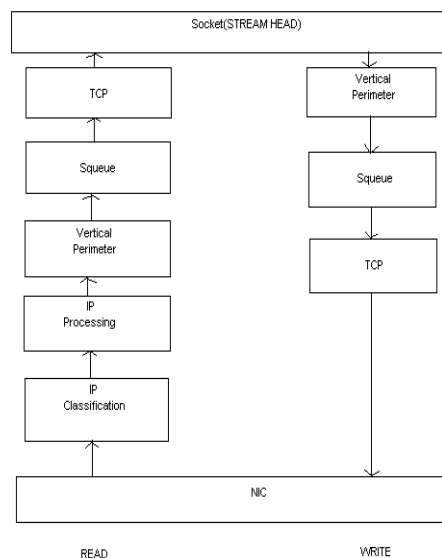 Socket(STREAM HEAD)
TCP
Squeue
Vertical
Perimeter
IP
Processing
IP
Classification
Vertical
Perimeter
Squeue
TCP
NIC
READ
WRITE